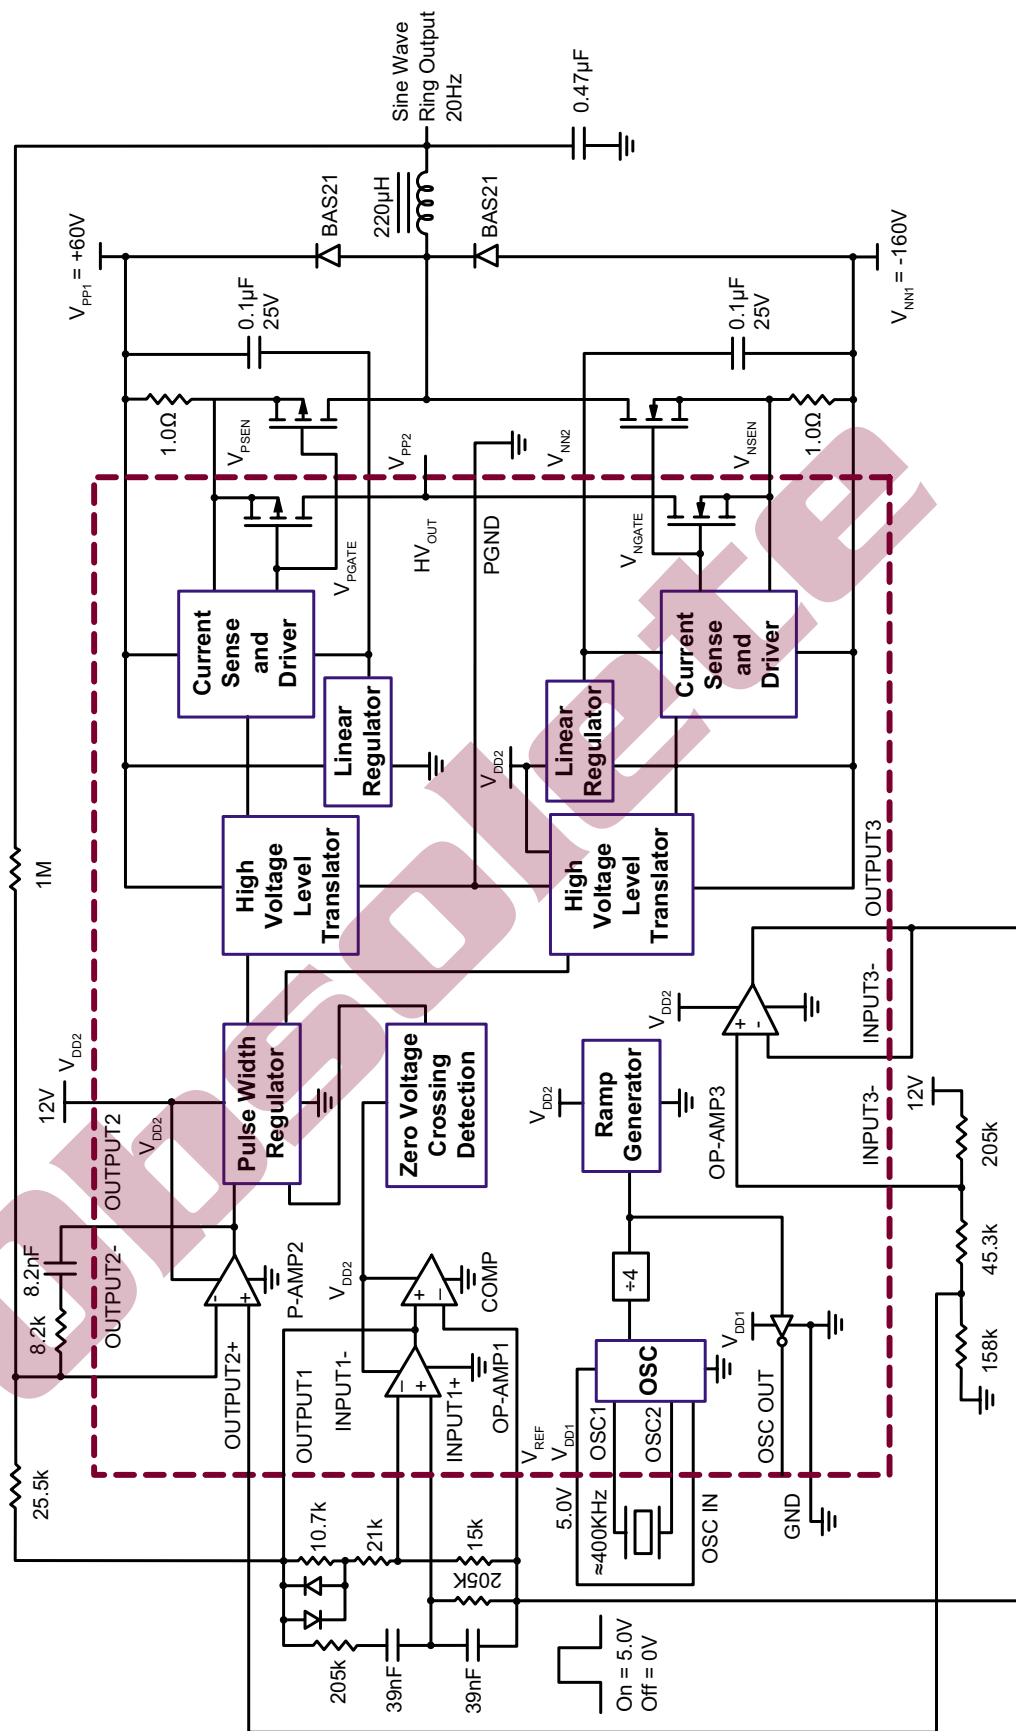 Sine Wave
Ring Output
20Hz
0.47µF
1M
220µH
BAS21
BAS21
VPP1 = +60V
VNN1 = -160V
0.1µF
25V
0.1µF
25V
1.0Ω
1.0Ω
VPSEN
VPP2
VNN2
VNSEN
VPGATE
HVOUT
PGND
VNGATE
Current
Sense
and
Driver
Current
Sense
and
Driver
Linear
Regulator
VDD2
Linear
Regulator
High
Voltage
Level
Translator
High
Voltage
Level
Translator
OUTPUT3
12V
VDD2
VDD2
OUTPUT2
Pulse Width
Regulator
Zero Voltage
Crossing
Detection
VDD2
Ramp
Generator
VDD2
+
-
OP-AMP3
INPUT3-
INPUT3-
12V
205k
45.3k
158k
8.2nF
8.2k
OUTPUT2-
OUTPUT2+
-
+
P-AMP2
VDD2
+
−
COMP
OUTPUT1
INPUT1-
−
+
INPUT1+
OP-AMP1
VREF
÷4
OSC
VDD1
OSC1
OSC2
VDD1
5.0V
≈400KHz
OSC IN
OSC OUT
GND
25.5k
10.7k
21k
15k
205K
205k
39nF
39nF
On = 5.0V
Off = 0V
Obsolete